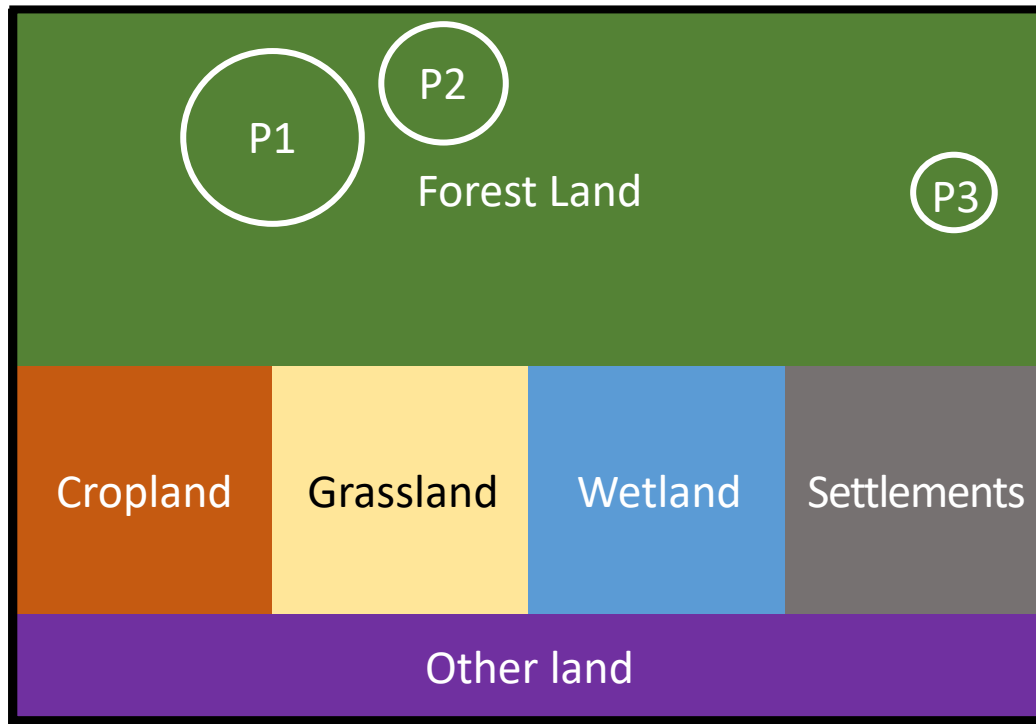 P2
P1
Forest Land
P3
Cropland
Grassland
Wetland
Settlements
Other land